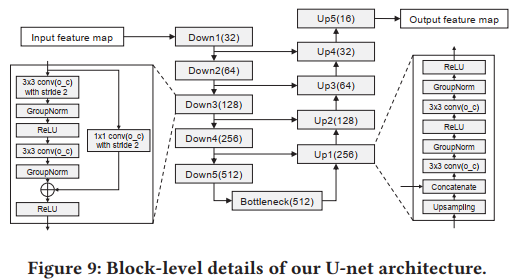 Input feature map
Down1(32)
Down2(64)
Down3(128)
Down4(256)
Down5(512)
Bottleneck(512)
Up5(16)
Up4(32)
Up3(64)
Up2(128)
Up1(256)
Output feature map
3x3 conv(o_c)
with stride 2
GroupNorm
ReLU
3x3 conv(o_c)
GroupNorm
ReLU
1x1 conv(o_c)
with stride 2
ReLU
GroupNorm
3x3 conv(o_c)
ReLU
GroupNorm
3x3 conv(o_c)
Concatenate
Upsampling
Figure 9: Block-level details of our U-net architecture.